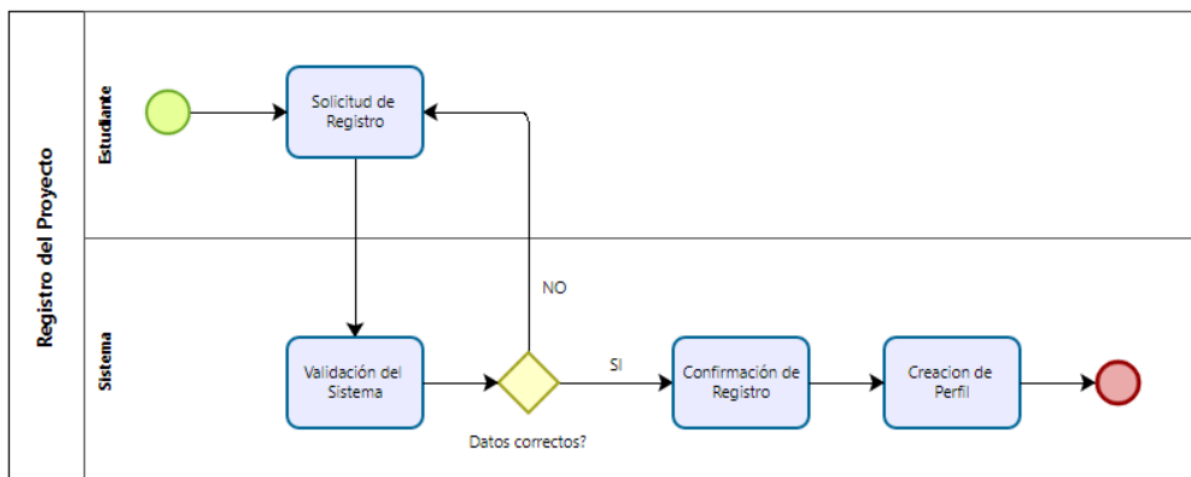 Registro del Proyecto
Estudiante
Solicitud de
Registro
NO
Sistema
Validación del
Sistema
Datos correctos?
SI
Confirmación de
Registro
Creacion de
Perfil